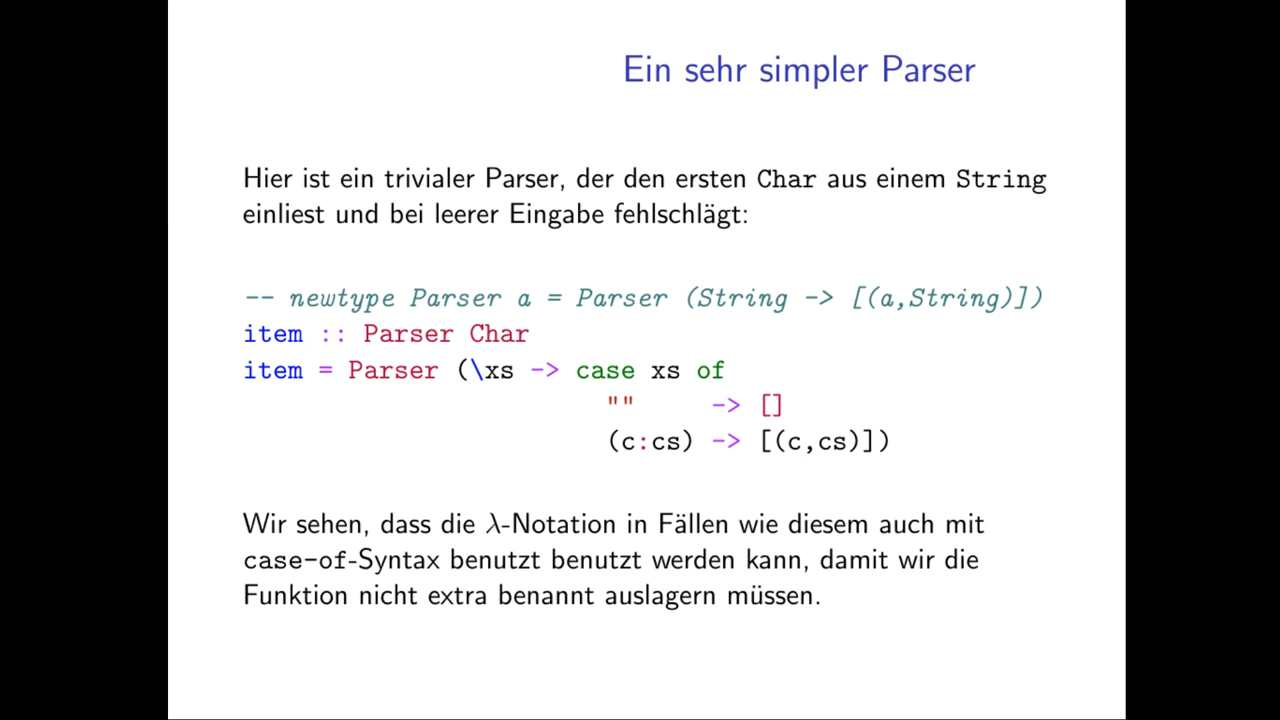 Ein sehr simpler Parser
Hier ist ein trivialer Parser, der den ersten Char aus einem String
einliest und bei leerer Eingabe fehlschlägt:
-- newtype Parser a = Parser (String -> [(a,String)])
item :: Parser Char
item = Parser (\xs -> case xs of
"" -> []
(c:cs) -> [(c,cs)])
Wir sehen, dass die λ-Notation in Fällen wie diesem auch mit
case-of-Syntax benutzt benutzt werden kann, damit wir die
Funktion nicht extra benannt auslagern müssen.